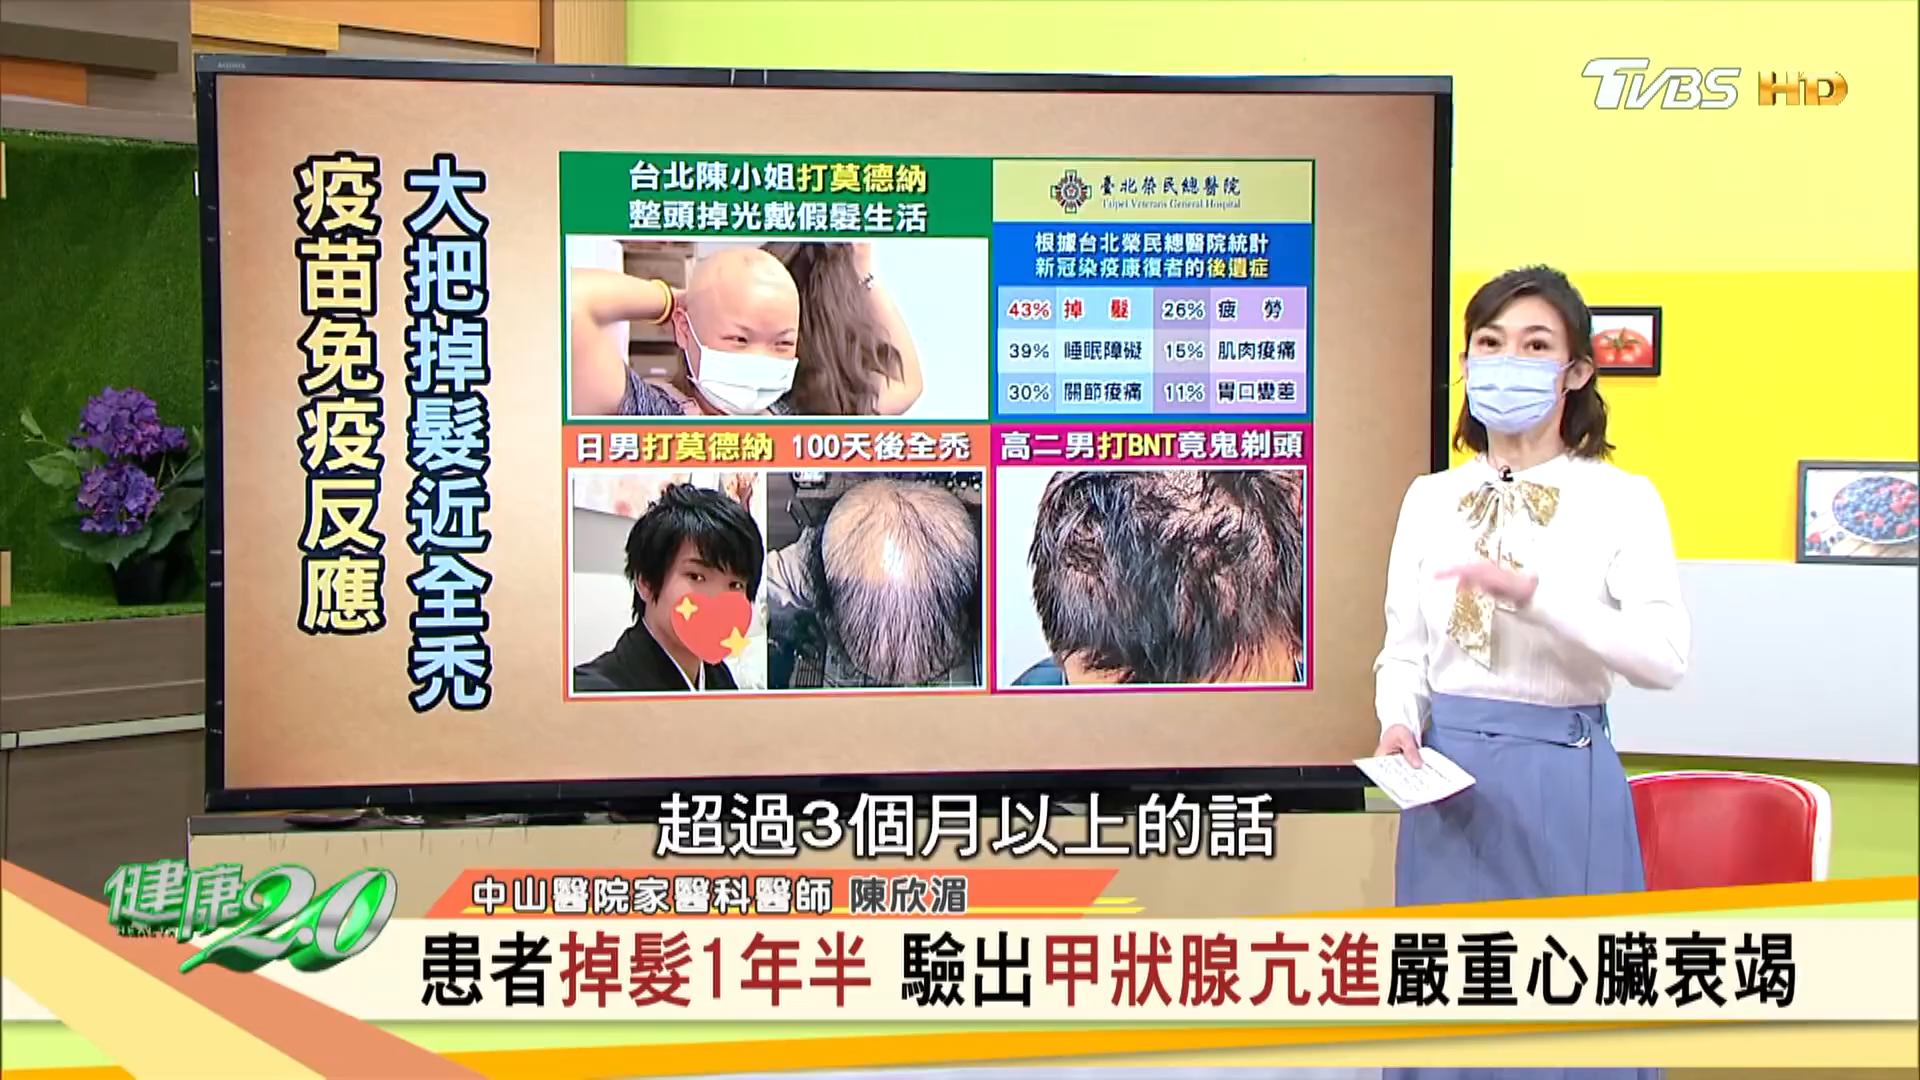 TVBS HD
大把掉髮近全禿
疫苗免疫反應
台北陳小姐打莫德納
整頭掉光戴假髮生活
臺北榮民總醫院
Taipei Veterans General Hospital
根據台北榮民總醫院統計
新冠染疫康復者的後遺症
43% 掉 髮 26% 疲 勞
39% 睡眠障礙 15% 肌肉痠痛
30% 關節痠痛 11% 胃口變差
日男打莫德納 100天後全禿
高二男打BNT竟鬼剃頭
超過3個月以上的話
健康2.0
中山醫院家醫科醫師 陳欣湄
患者掉髮1年半 驗出甲狀腺亢進嚴重心臟衰竭